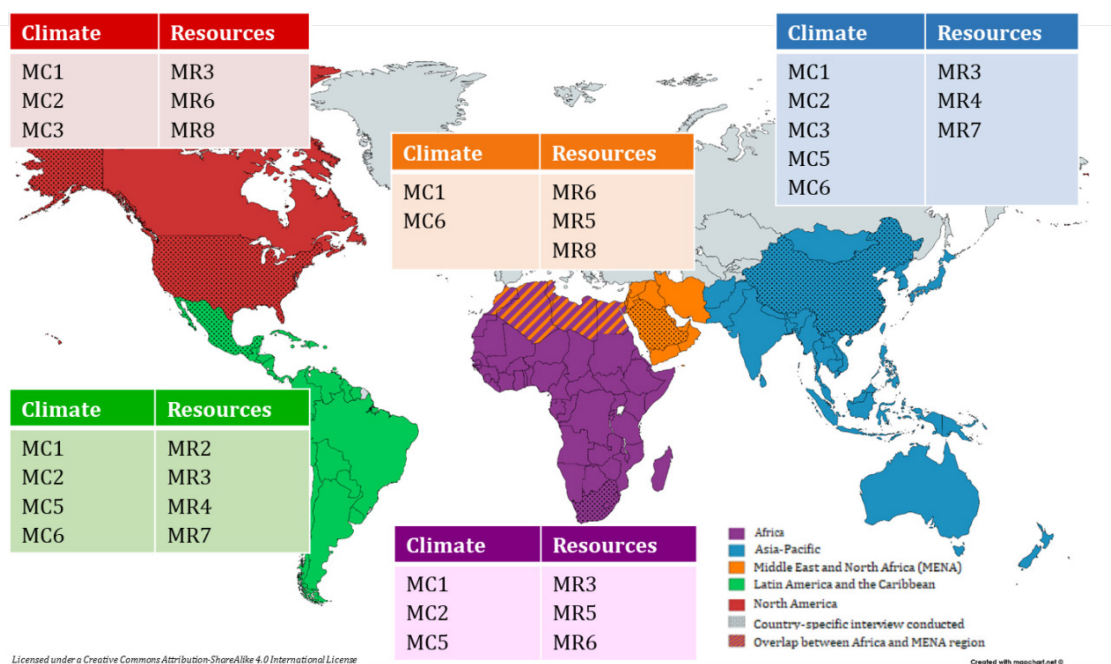 Climate Resources
MC1 MR3
MC2 MR6
MC3 MR8
Climate Resources
MC1 MR3
MC2 MR4
MC3 MR7
MC5
MC6
Climate Resources
MC1 MR6
MC6 MR5
MR8
Climate Resources
MC1 MR2
MC2 MR3
MC5 MR4
MC6 MR7
Climate Resources
MC1 MR3
MC2 MR5
MC5 MR6
Africa
Asia-Pacific
Middle East and North Africa (MENA)
Latin America and the Caribbean
North America
Country-specific interview conducted
Overlap between Africa and MENA region
Licensed under a Creative Commons Attribution-ShareAlike 4.0 International License
Created with mapchart.net ©